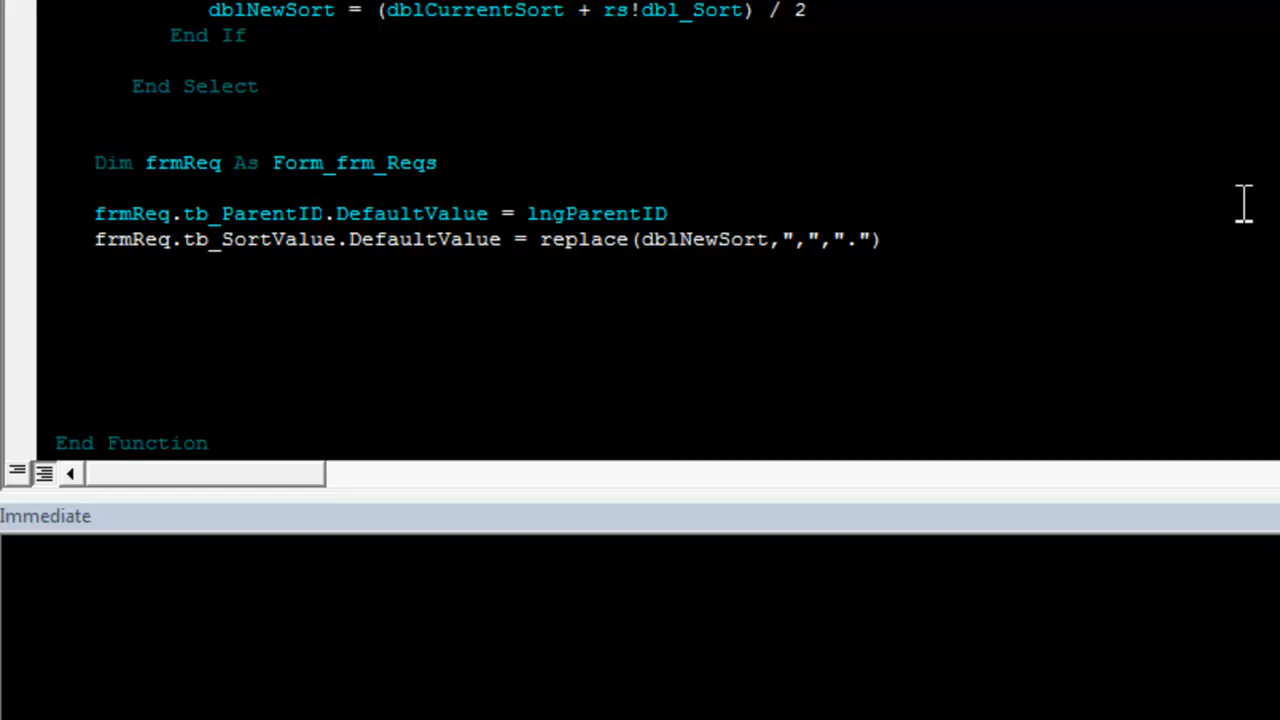 dblNewSort = (dblCurrentSort + rs!dbl_Sort) / 2
End If
End Select
Dim frmReq As Form_frm_Reqs
frmReq.tb_ParentID.DefaultValue = lngParentID
frmReq.tb_SortValue.DefaultValue = replace(dblNewSort,",",".")
End Function
Immediate